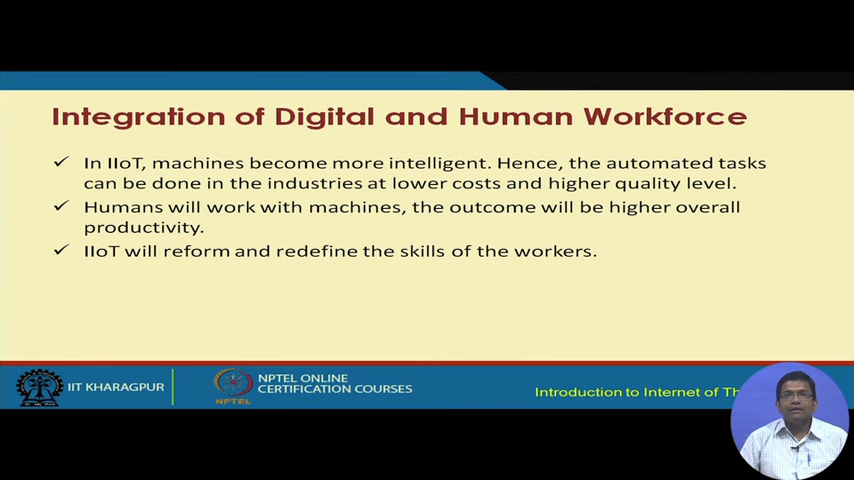 Integration of Digital and Human Workforce
✓ In IIoT, machines become more intelligent. Hence, the automated tasks
can be done in the industries at lower costs and higher quality level.
✓ Humans will work with machines, the outcome will be higher overall
productivity.
✓ IIoT will reform and redefine the skills of the workers.
IIT KHARAGPUR
NPTEL
NPTEL ONLINE
CERTIFICATION COURSES
Introduction to Internet of